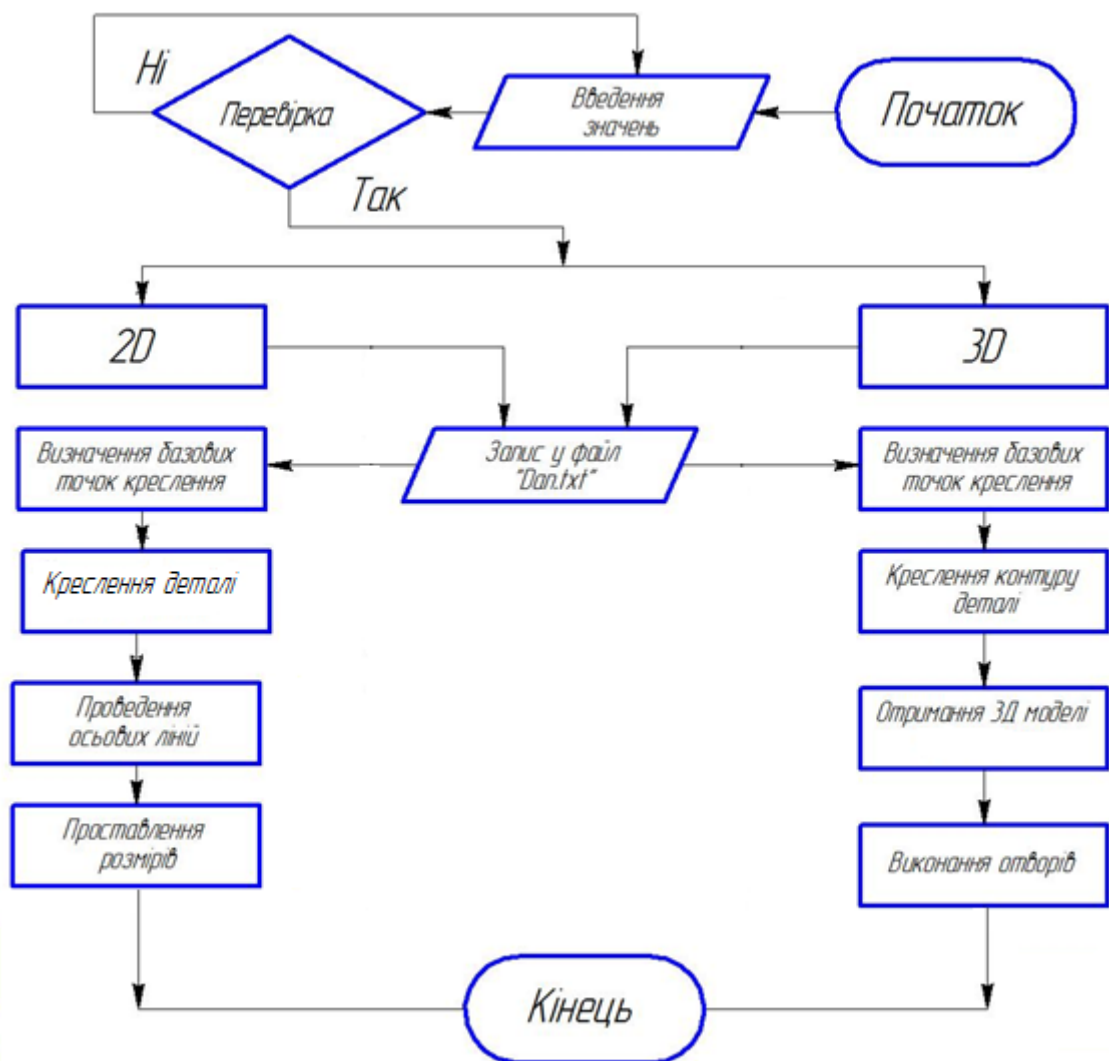 Ні
Перевірка
Введення
значень
Початок
Так
2D
3D
Визначення базових
точок креслення
Запис у файл
"Dan.txt"
Визначення базових
точок креслення
Креслення деталі
Креслення контуру
деталі
Проведення
осьових ліній
Отримання 3Д моделі
Проставлення
розмірів
Виконання отворів
Кінець